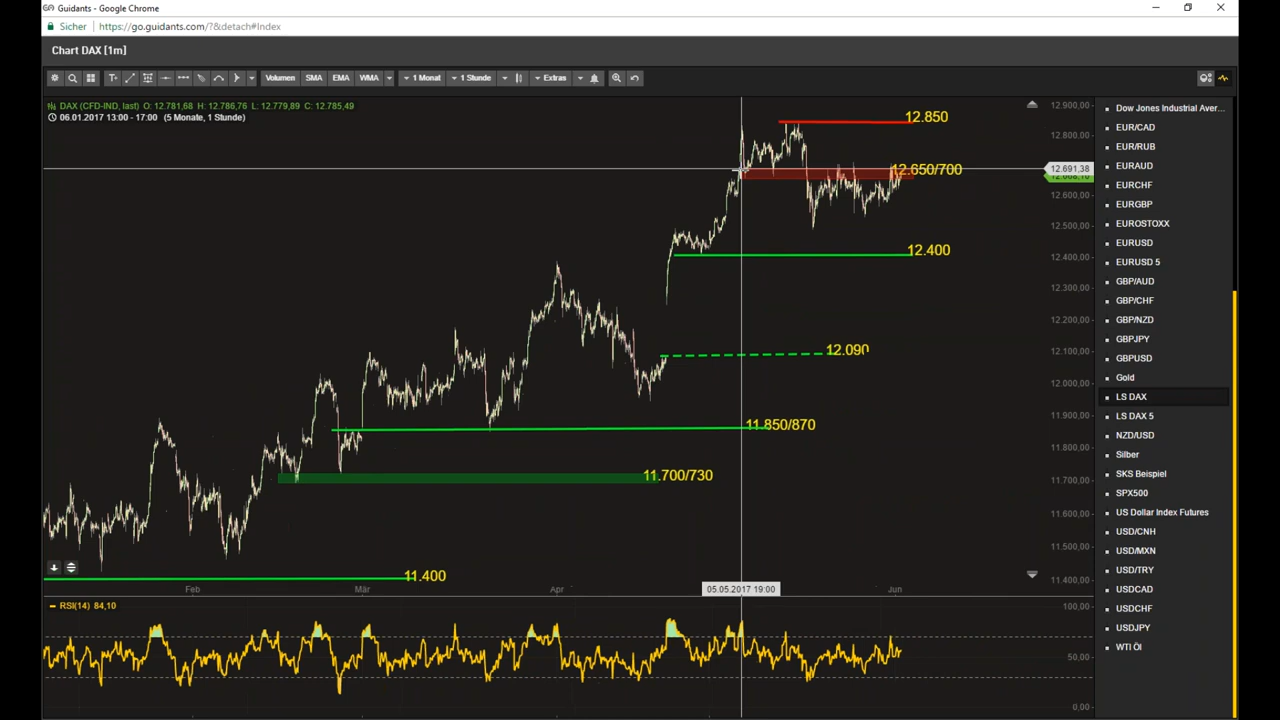 Guidants - Google Chrome
Sicher | https://go.guidants.com/?&detach#Index
Chart DAX [1m]
Volumen SMA EMA WMA 1 Monat 1 Stunde Extras
DAX (CFD-IND, last) O: 12.781,68 H: 12.786,76 L: 12.779,89 C: 12.785,49
06.01.2017 13:00 - 17:00 (5 Monate, 1 Stunde)
12.850
12.650/700
12.400
12.090
11.850/870
11.700/730
11.400
12.900,00
12.800,00
12.691,38
12.600,00
12.500,00
12.400,00
12.300,00
12.200,00
12.100,00
12.000,00
11.900,00
11.800,00
11.700,00
11.600,00
11.500,00
11.400,00
Feb Mär Apr 05.05.2017 19:00 Jun
RSI(14) 84,10
100,00
50,00
0,00
Dow Jones Industrial Aver...
EUR/CAD
EUR/RUB
EURAUD
EURCHF
EURGBP
EUROSTOXX
EURUSD
EURUSD 5
GBP/AUD
GBP/CHF
GBP/NZD
GBPJPY
GBPUSD
Gold
LS DAX
LS DAX 5
NZD/USD
Silber
SKS Beispiel
SPX500
US Dollar Index Futures
USD/CNH
USD/MXN
USD/TRY
USDCAD
USDCHF
USDJPY
WTI Öl